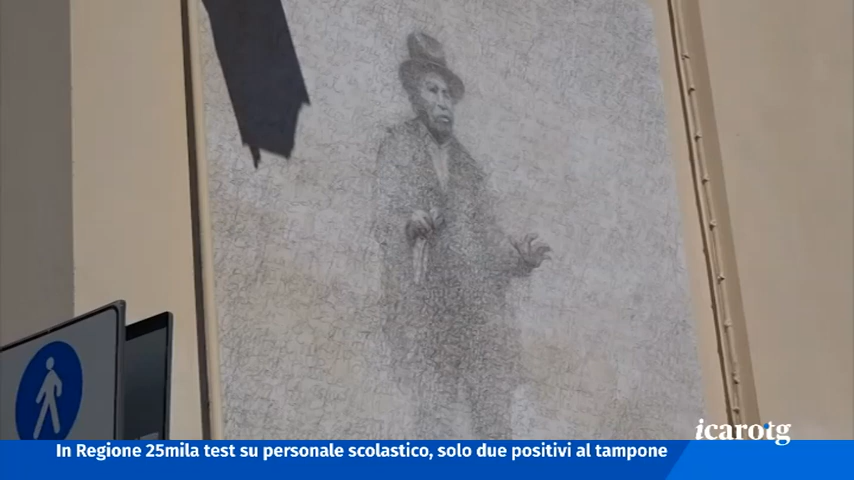 icarotg
In Regione 25mila test su personale scolastico, solo due positivi al tampone